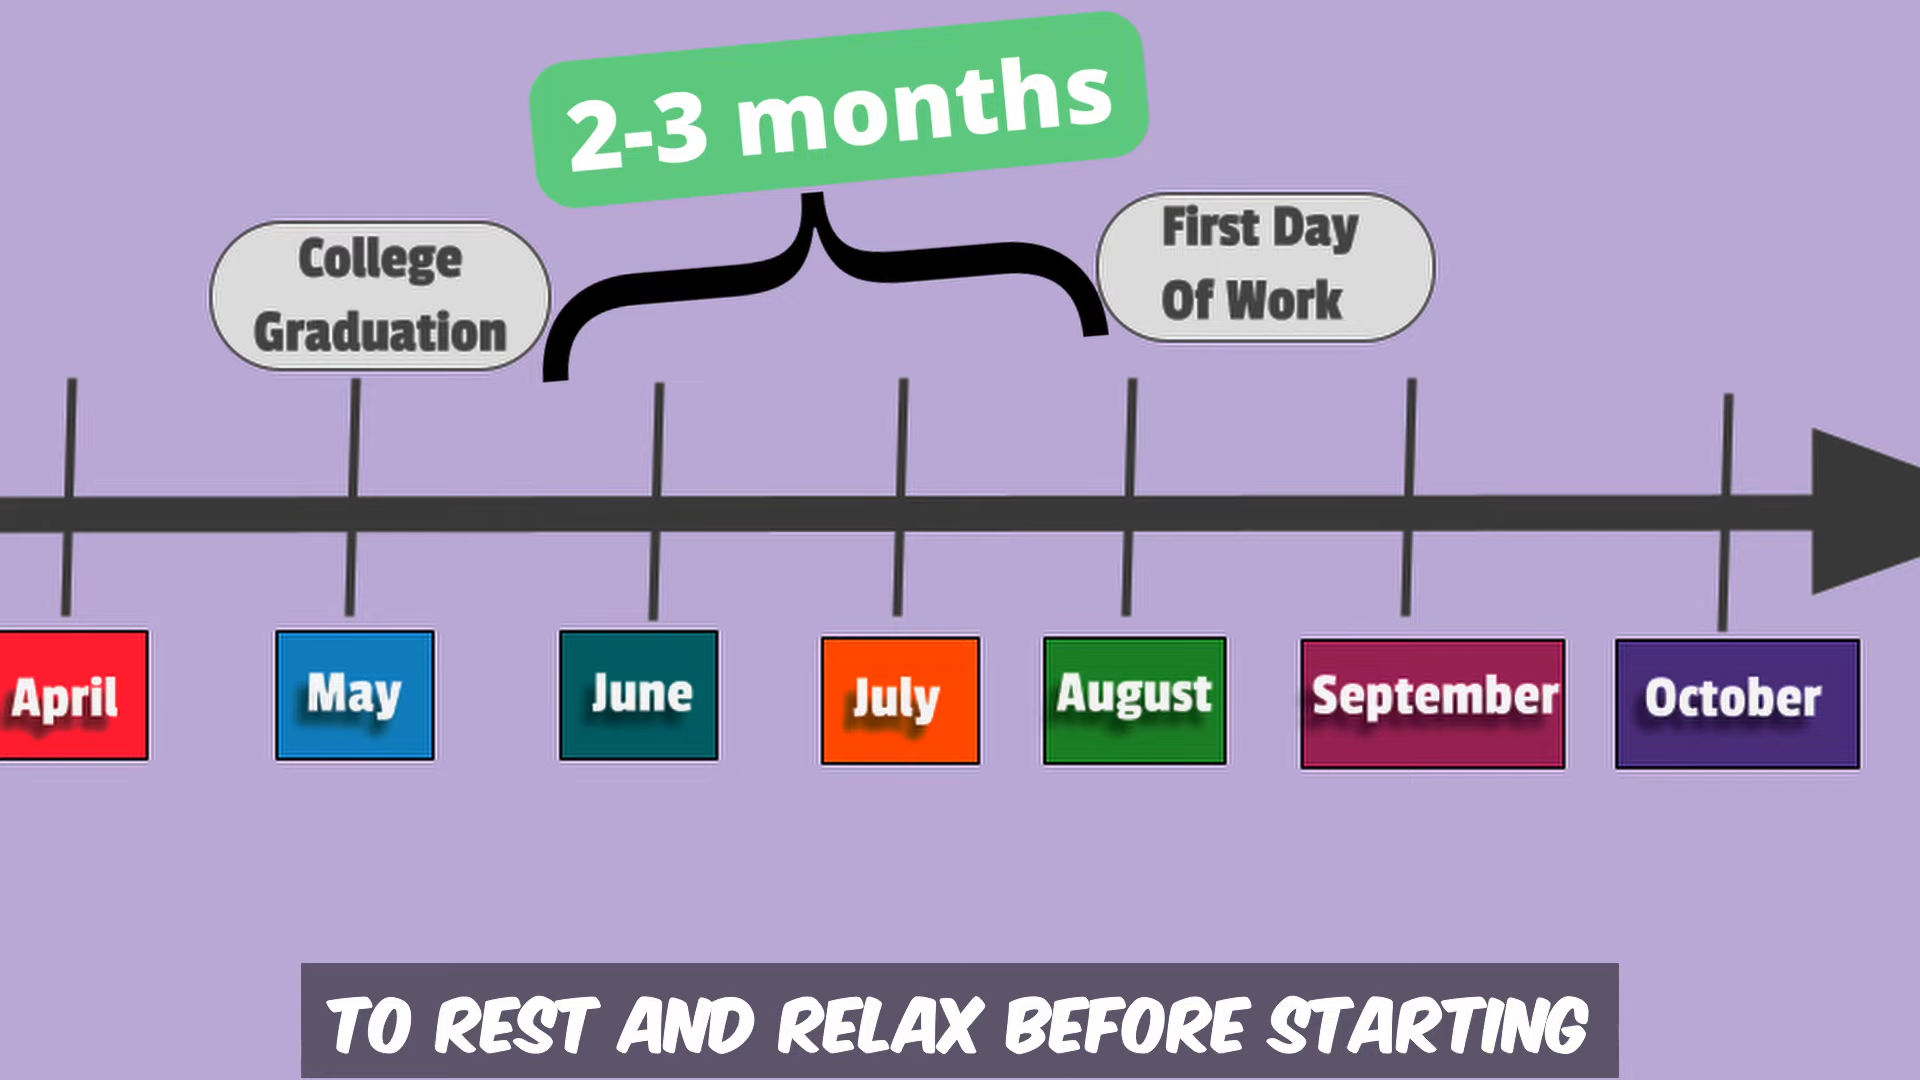 2-3 months
College
Graduation
First Day
Of Work
April
May
June
July
August
September
October
TO REST AND RELAX BEFORE STARTING